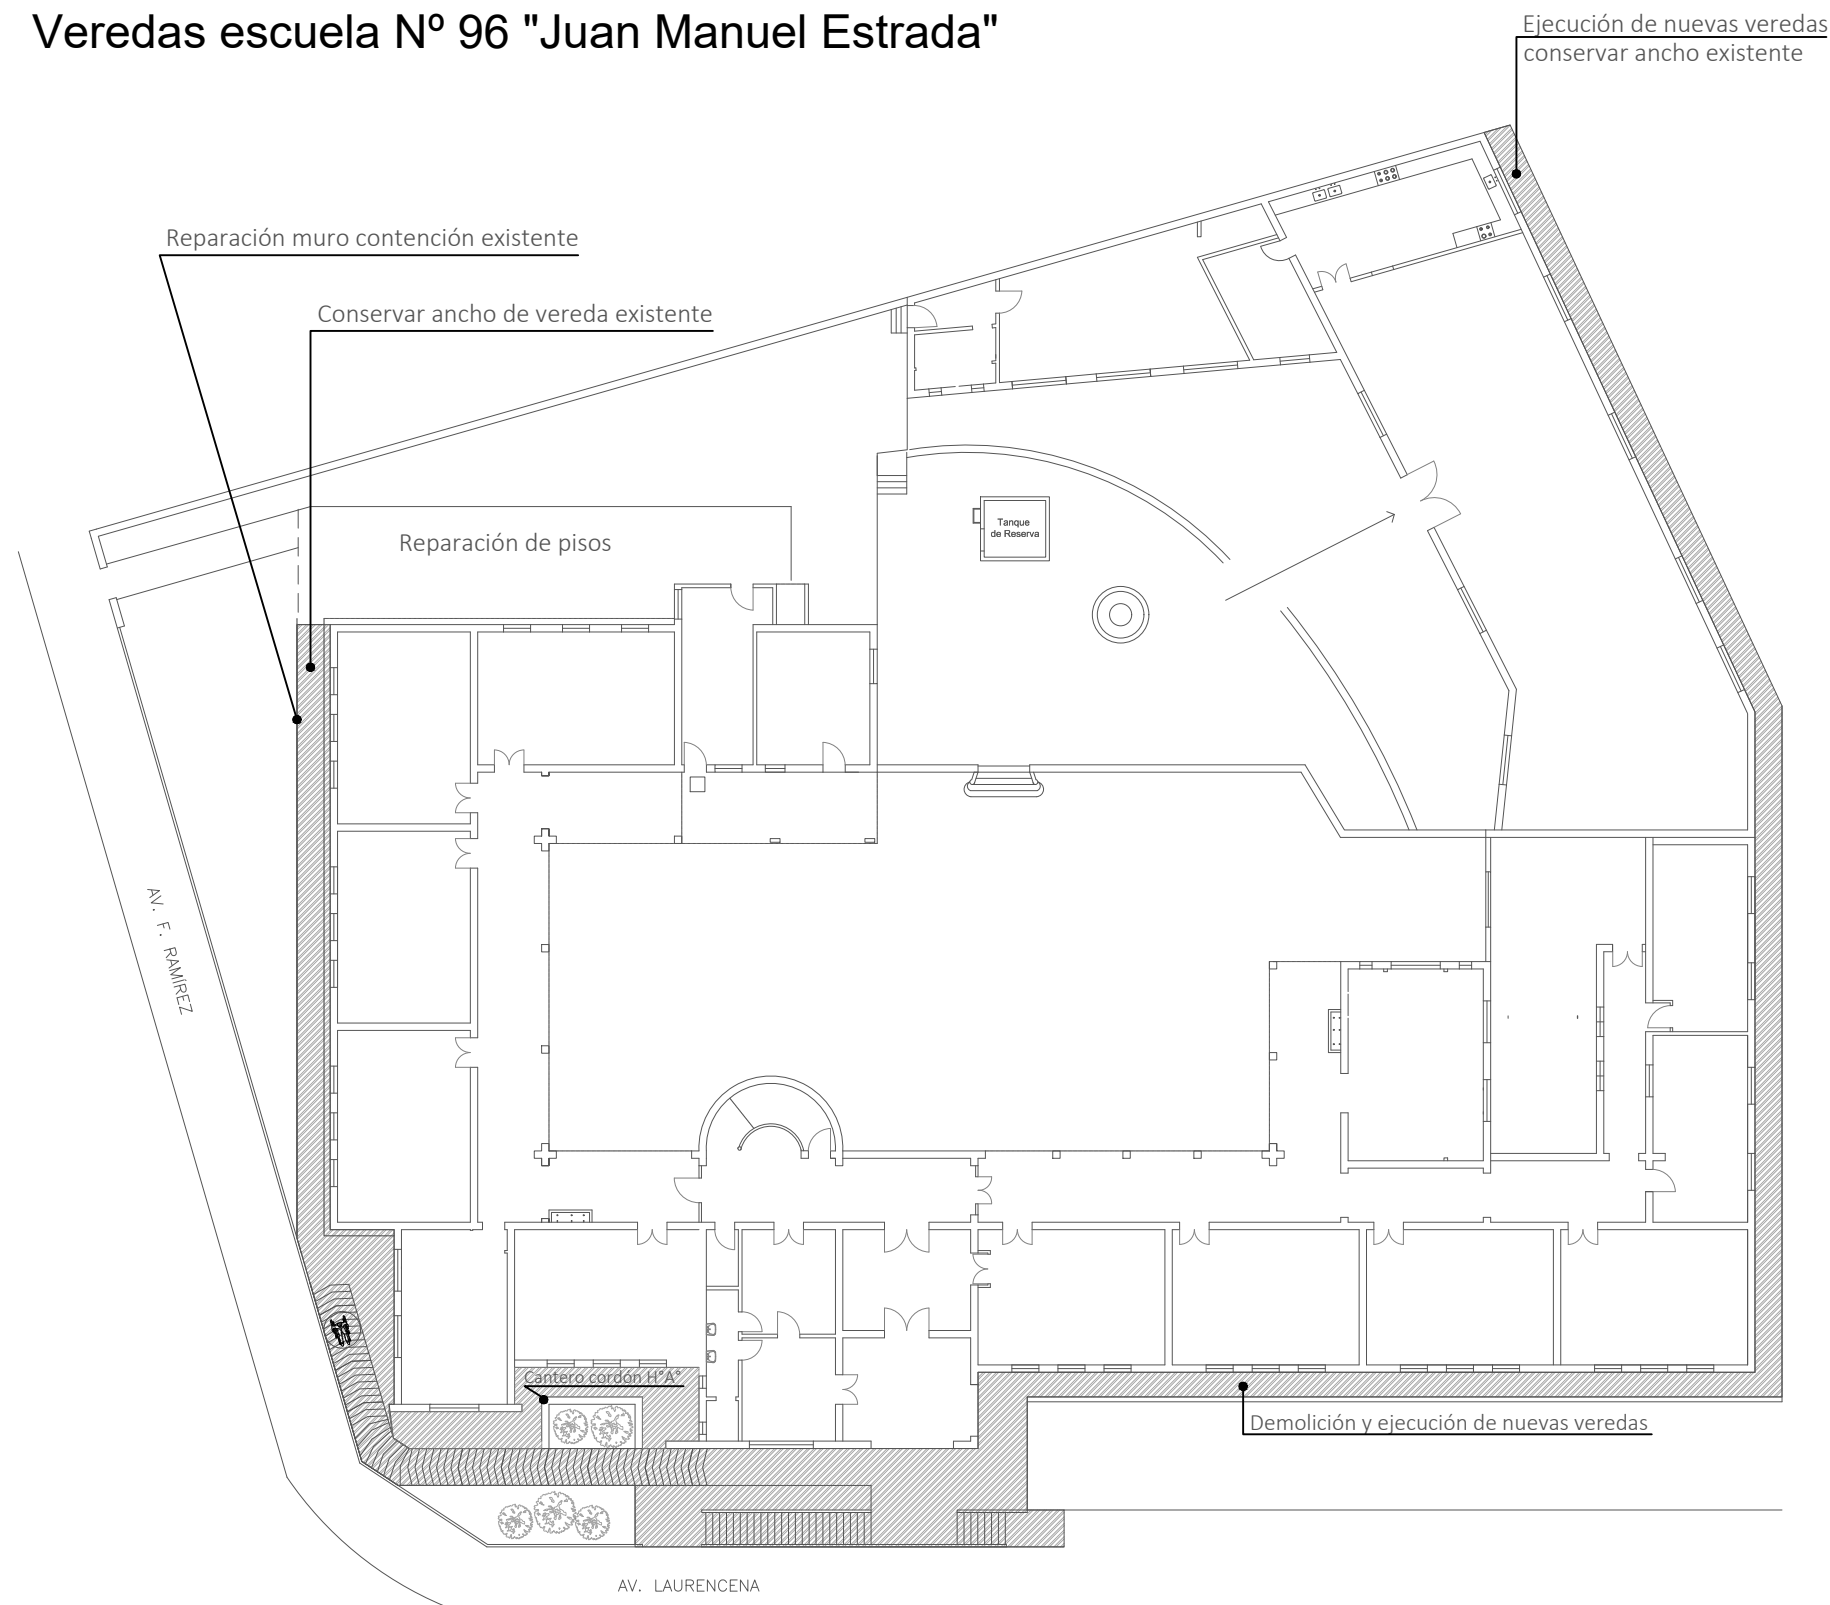 Veredas escuela Nº 96 "Juan Manuel Estrada"
Ejecución de nuevas veredas
conservar ancho existente
Reparación muro contención existente
Conservar ancho de vereda existente
Reparación de pisos
Tanque
de Reserva
AV. F. RAMÍREZ
Cantero cordón H°A°
Demolición y ejecución de nuevas veredas
AV. LAURENCENA